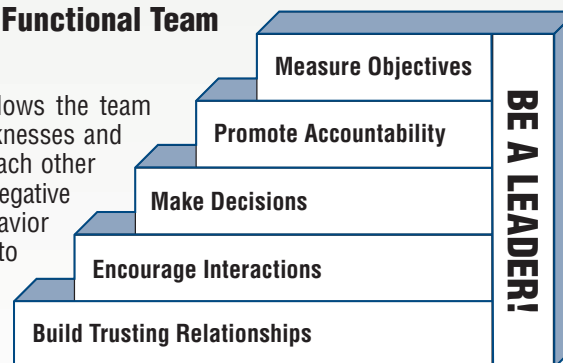 Functional Team
lows the team
knesses and
ach other
egative
avior
to
Measure Objectives
Promote Accountability
Make Decisions
Encourage Interactions
Build Trusting Relationships
BE A LEADER!